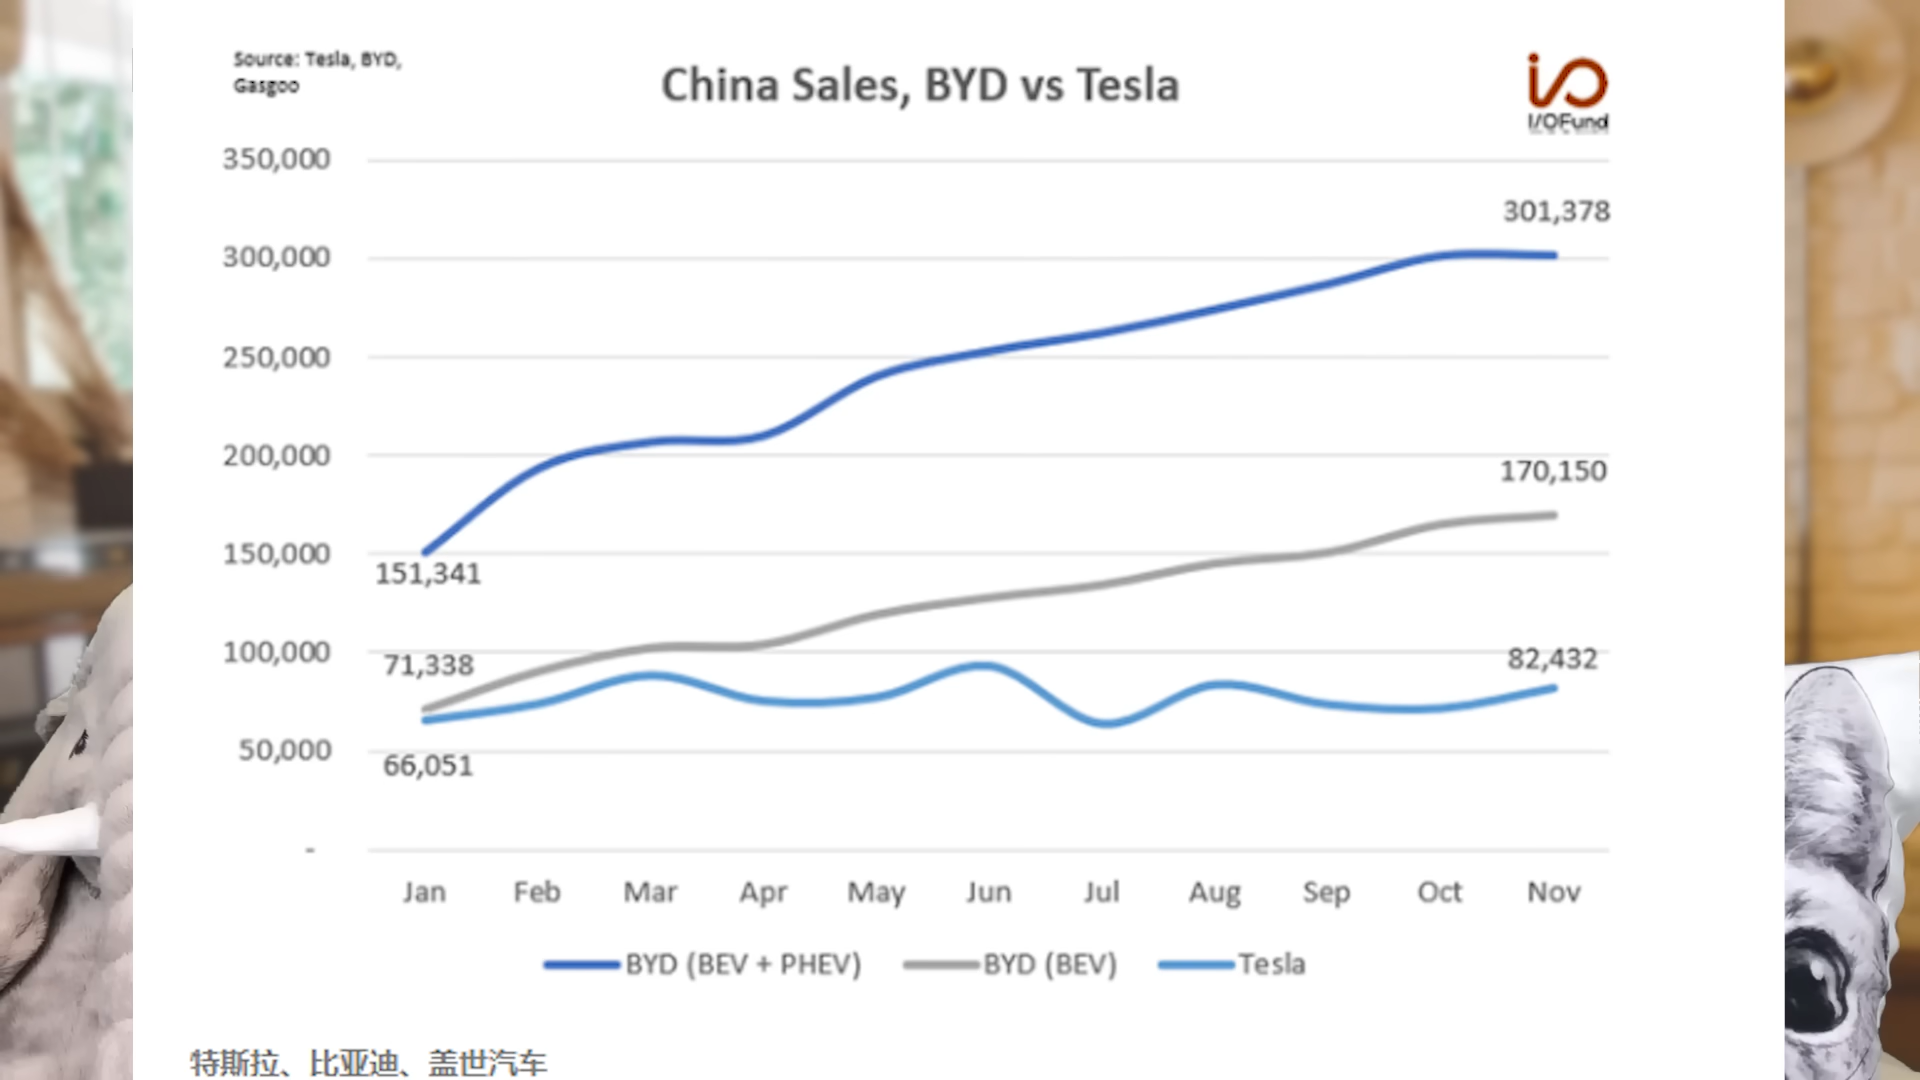 Source: Tesla, BYD,
Gasgoo
China Sales, BYD vs Tesla
I/OFund
350,000
301,378
300,000
250,000
200,000
170,150
150,000
151,341
100,000
71,338
82,432
50,000
66,051
-
Jan Feb Mar Apr May Jun Jul Aug Sep Oct Nov
BYD (BEV + PHEV) BYD (BEV) Tesla
特斯拉、比亚迪、盖世汽车